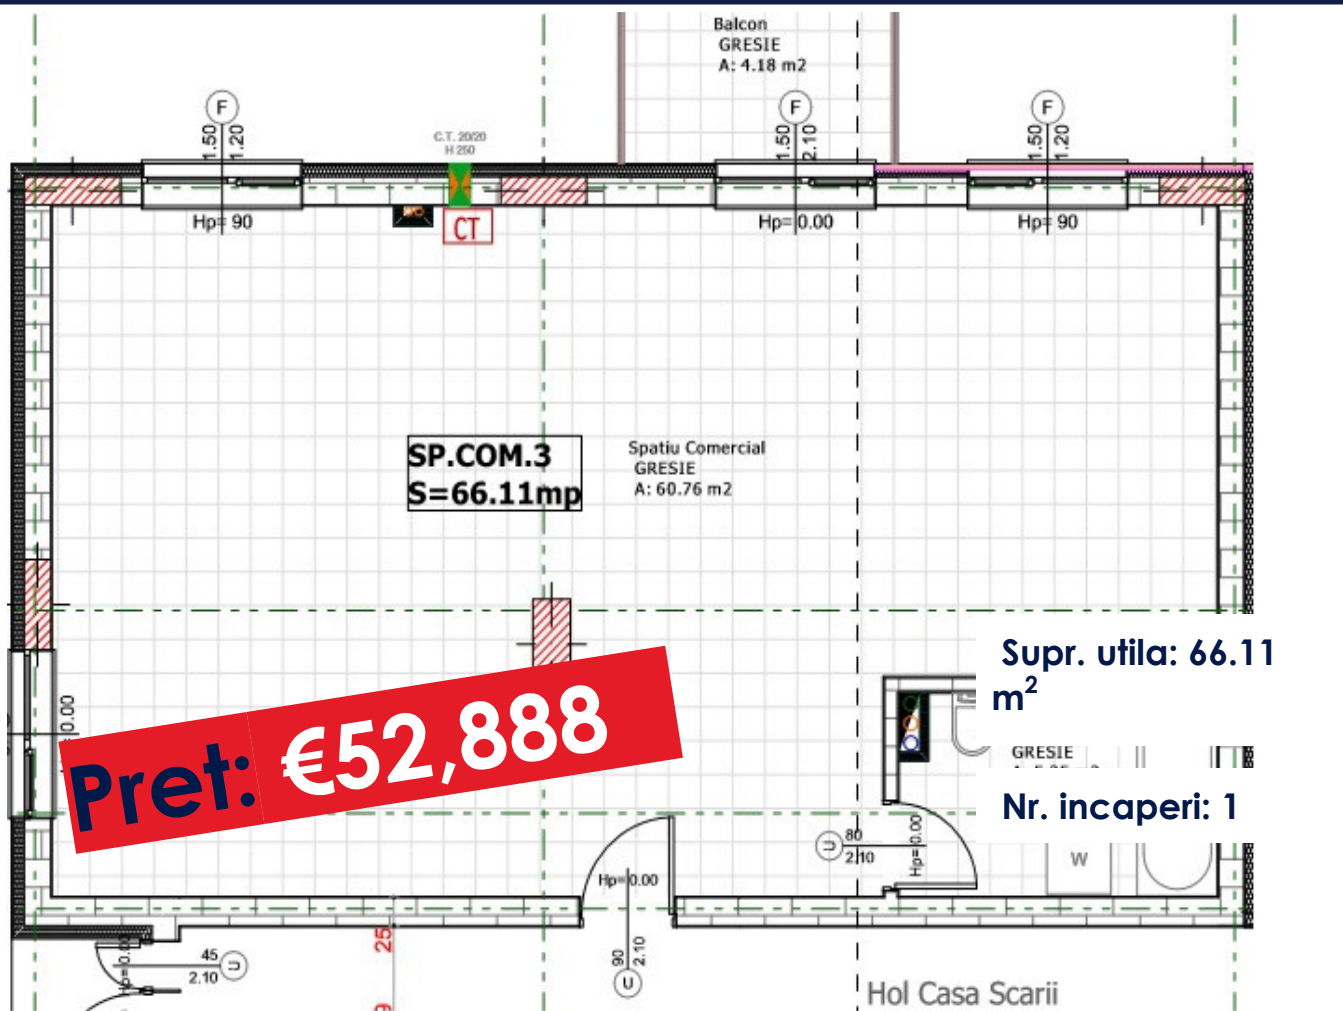 Balcon
GRESIE
A: 4.18 m2
F
1.50
1.20
C.T. 20/20
H 250
F
1.50
2.10
F
1.50
1.20
Hp= 90
CT
Hp=0.00
Hp= 90
SP.COM.3
S=66.11mp
Spatiu Comercial
GRESIE
A: 60.76 m2
Supr. utila: 66.11
m²
0.00
Pret: €52,888
GRESIE
Nr. incaperi: 1
U
80
2.10
Hp=0.00
W
Hp=0.00
25
Hp=0.00
45
2.10
U
90
2.10
U
Hol Casa Scarii